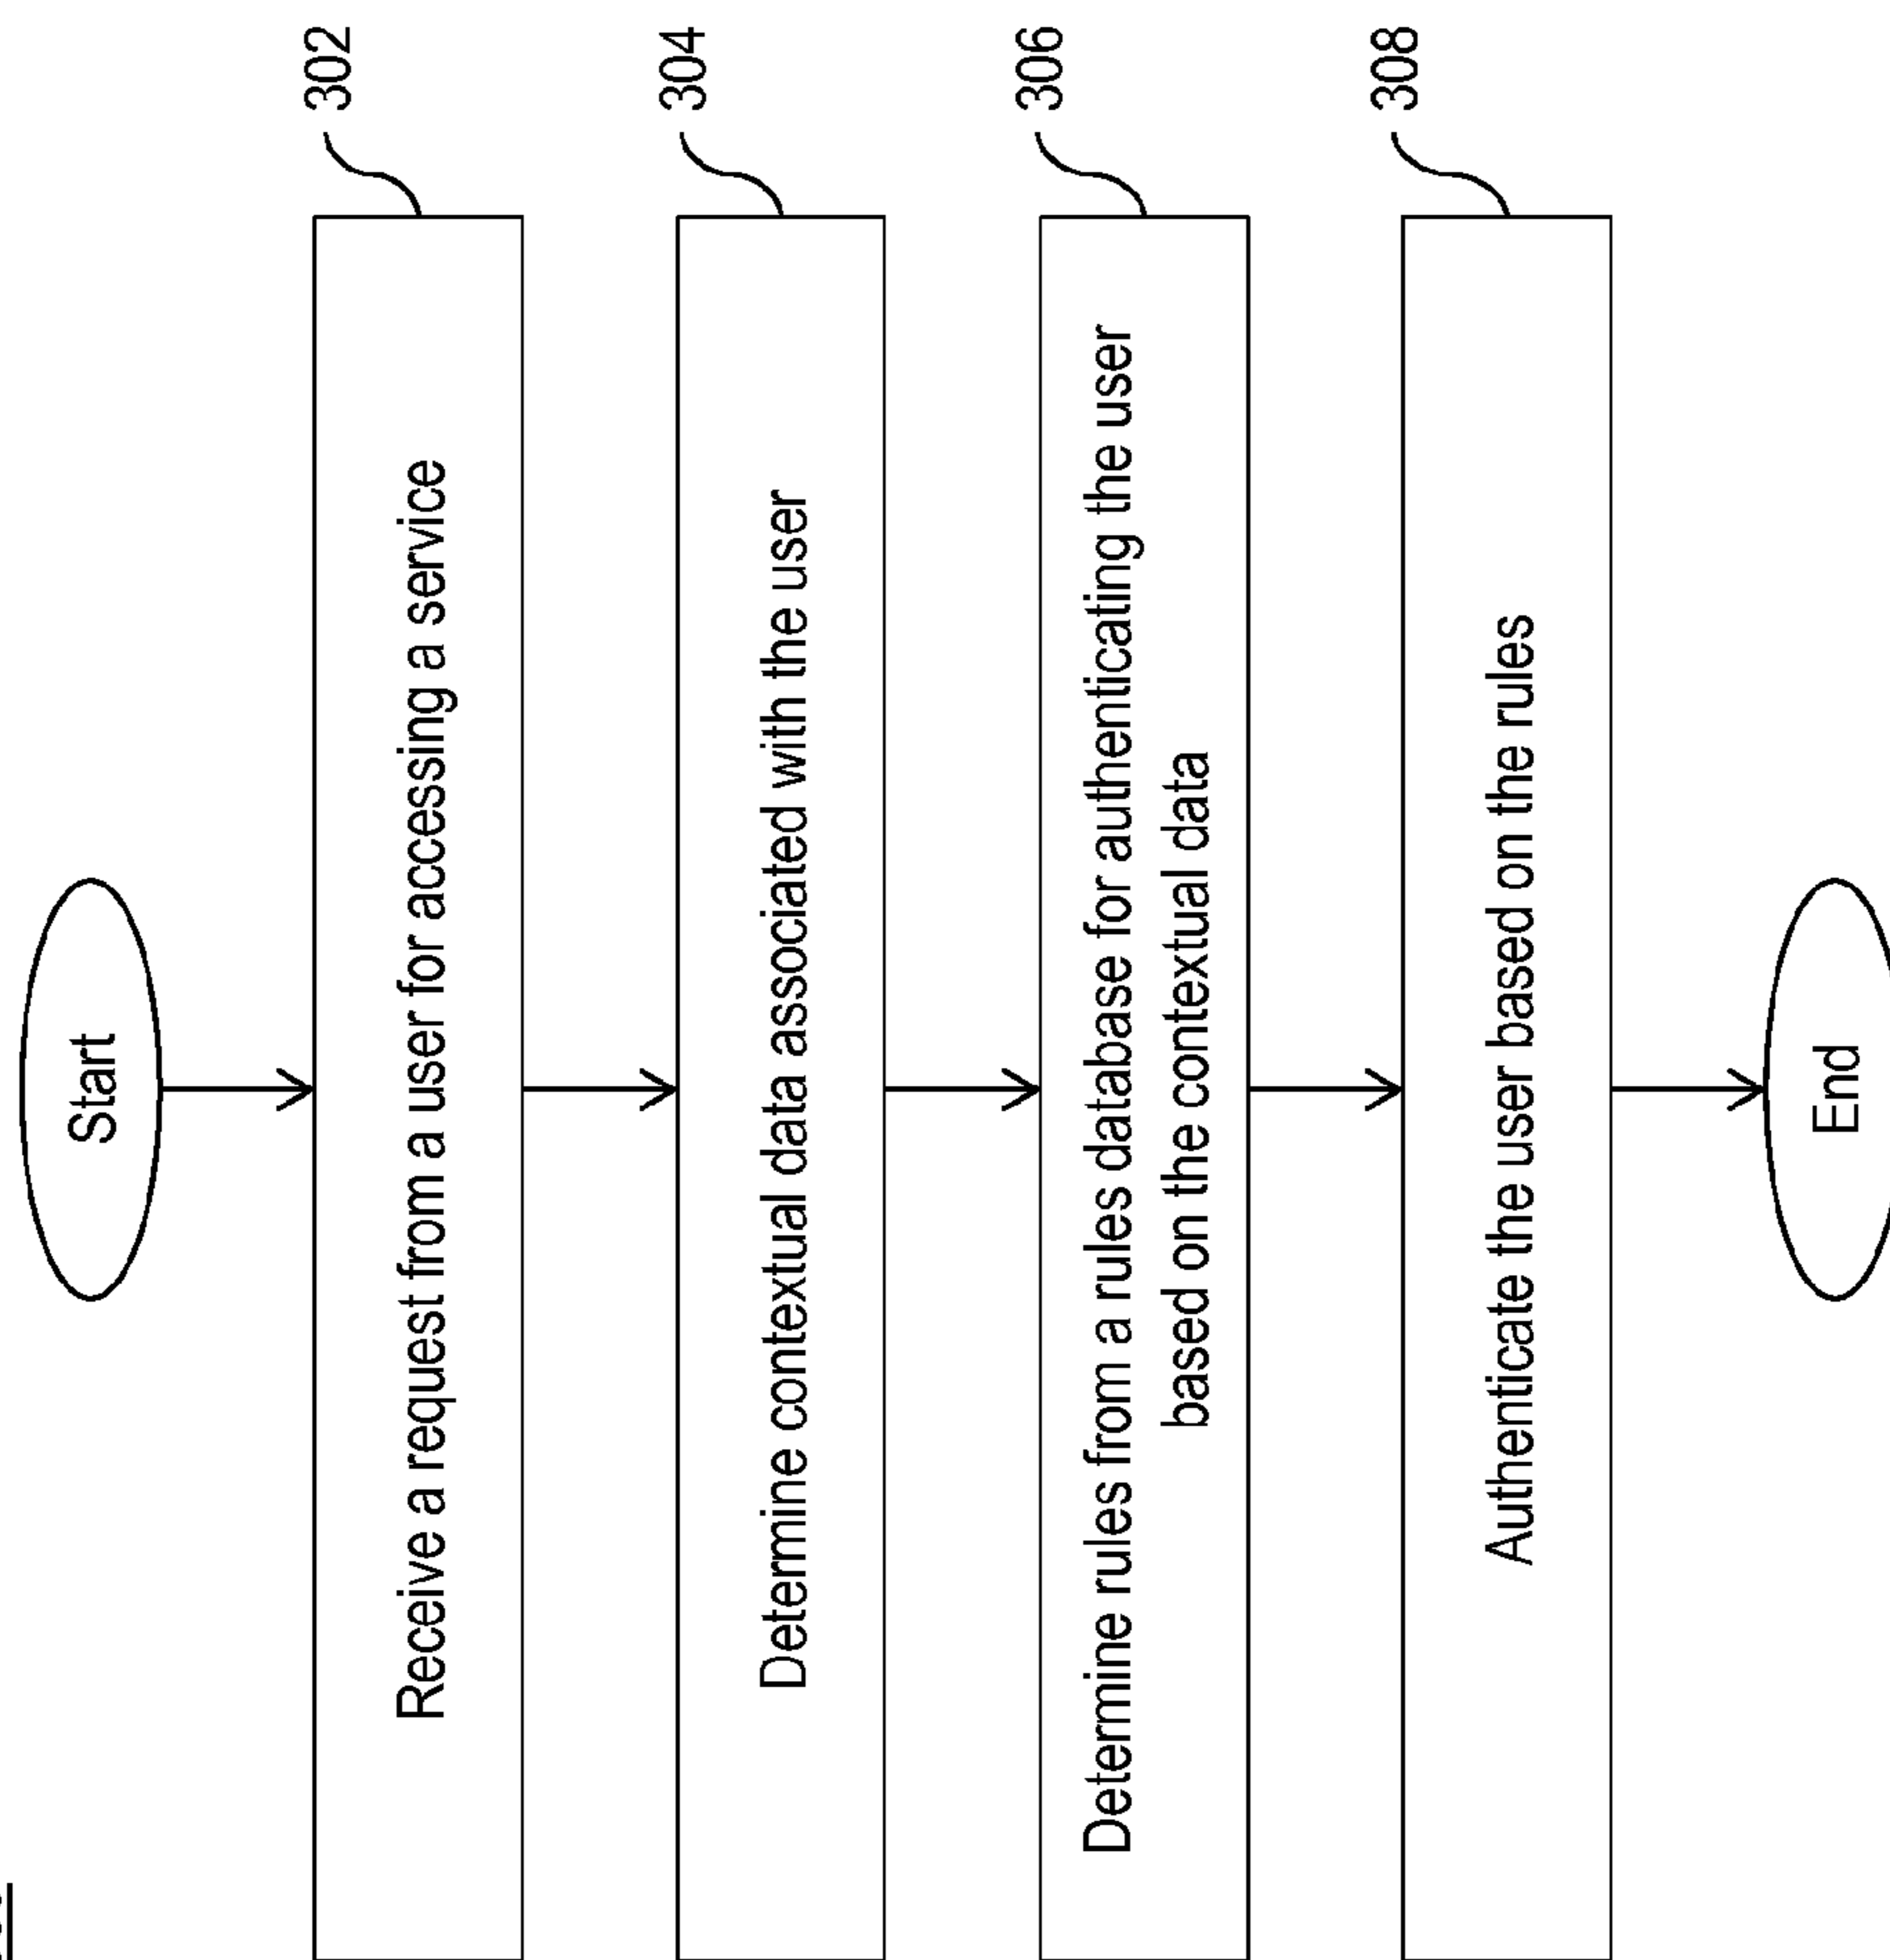 Start
302
Receive a request from a user for accessing a service
304
Determine contextual data associated with the user
306
Determine rules from a rules database for authenticating the user
based on the contextual data
308
Authenticate the user based on the rules
End